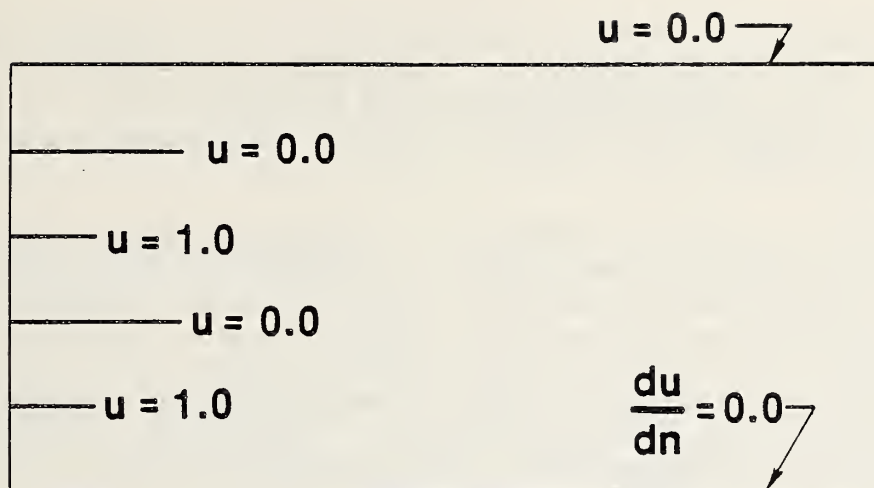 u = 0.0
u = 0.0
u = 1.0
u = 0.0
u = 1.0
du/dn = 0.0